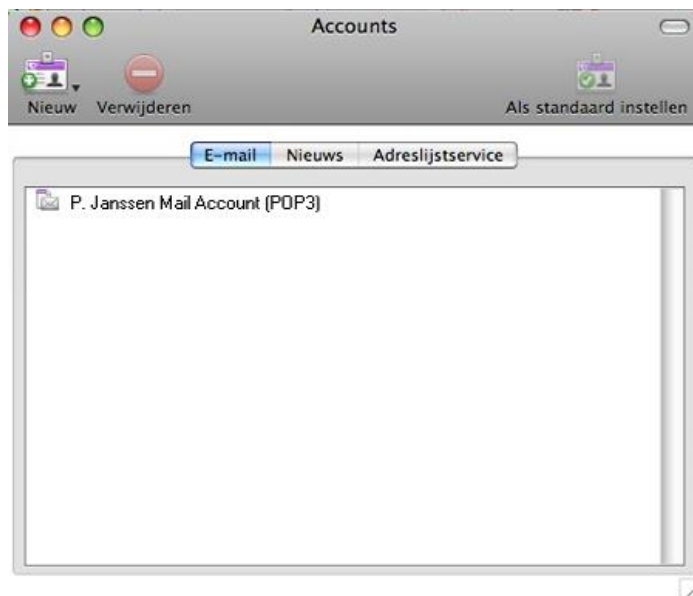 Accounts
Nieuw Verwijderen Als standaard instellen
E-mail Nieuws Adreslijstservice
P. Janssen Mail Account (POP3)